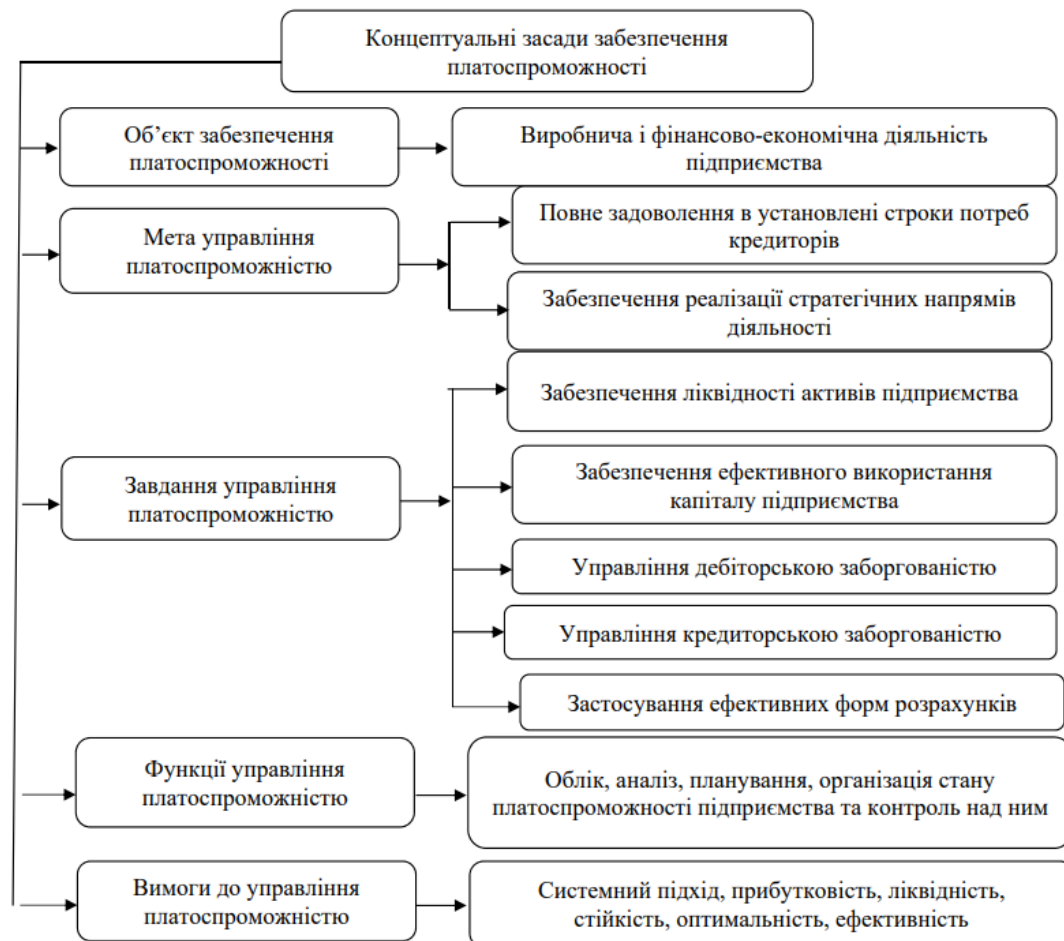 Концептуальні засади забезпечення
платоспроможності
Об’єкт забезпечення
платоспроможності
Виробнича і фінансово-економічна діяльність
підприємства
Мета управління
платоспроможністю
Повне задоволення в установлені строки потреб
кредиторів
Забезпечення реалізації стратегічних напрямів
діяльності
Завдання управління
платоспроможністю
Забезпечення ліквідності активів підприємства
Забезпечення ефективного використання
капіталу підприємства
Управління дебіторською заборгованістю
Управління кредиторською заборгованістю
Застосування ефективних форм розрахунків
Функції управління
платоспроможністю
Облік, аналіз, планування, організація стану
платоспроможності підприємства та контроль над ним
Вимоги до управління
платоспроможністю
Системний підхід, прибутковість, ліквідність,
стійкість, оптимальність, ефективність